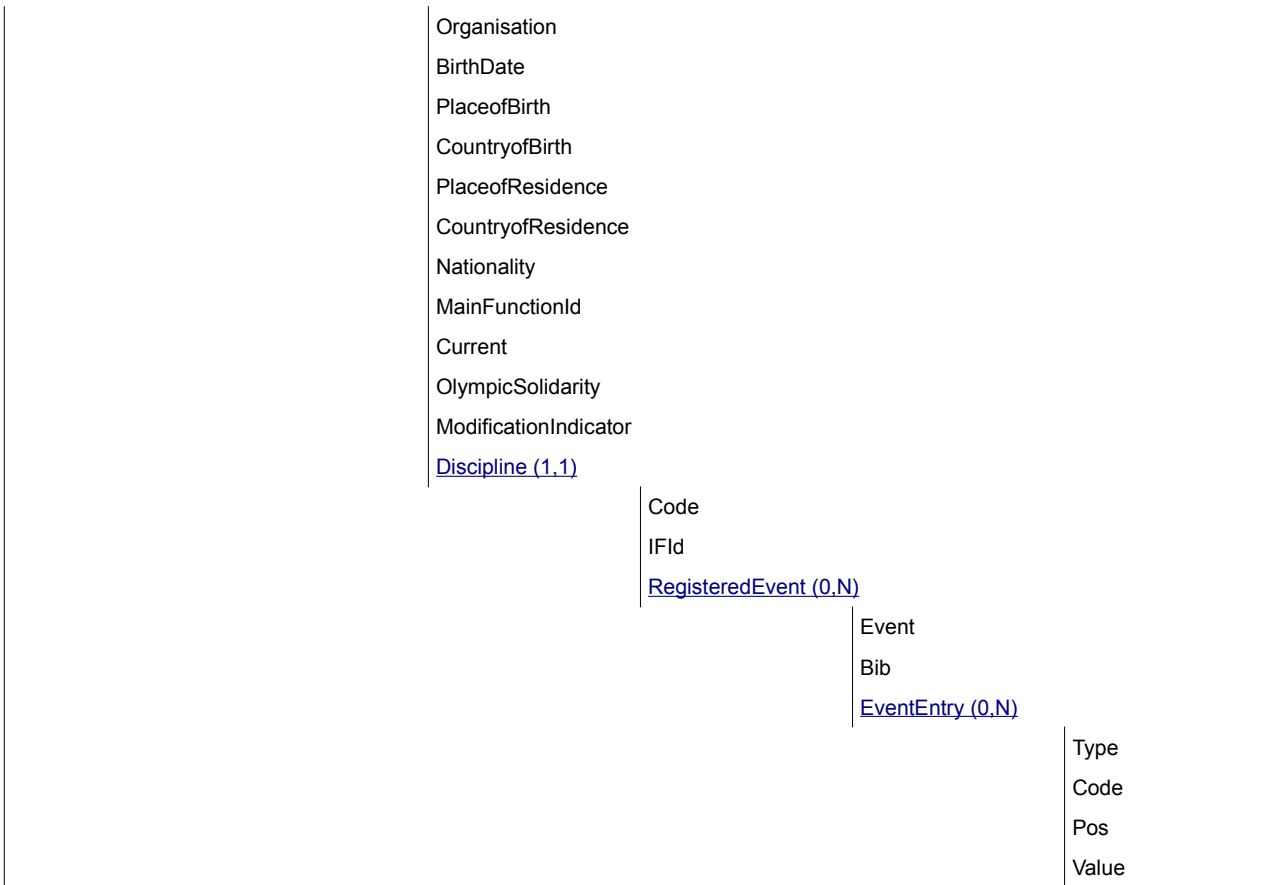 Organisation
BirthDate
PlaceofBirth
CountryofBirth
PlaceofResidence
CountryofResidence
Nationality
MainFunctionId
Current
OlympicSolidarity
ModificationIndicator
Discipline (1,1)
Code
IFId
RegisteredEvent (0,N)
Event
Bib
EventEntry (0,N)
Type
Code
Pos
Value